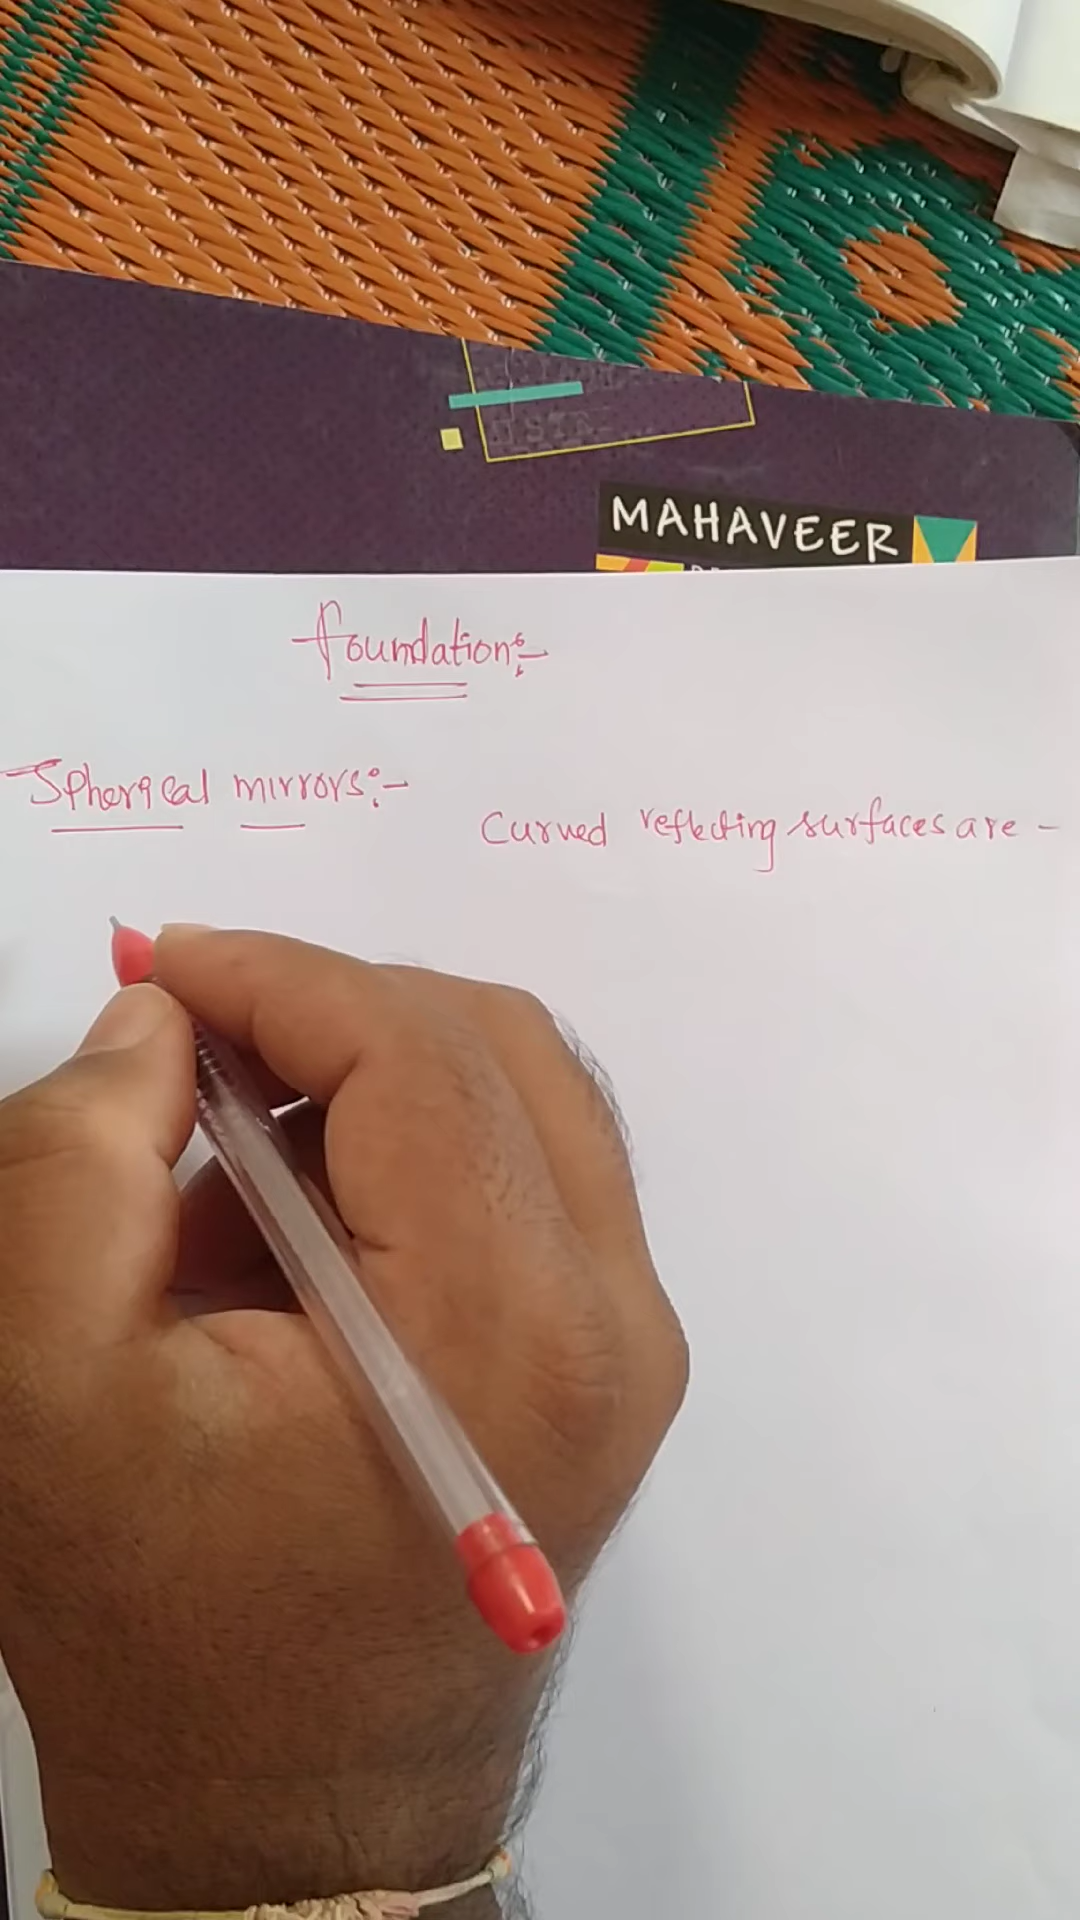 MAHAVEER
foundation:-
Spherical mirrors:-
Curved reflecting surfaces are -